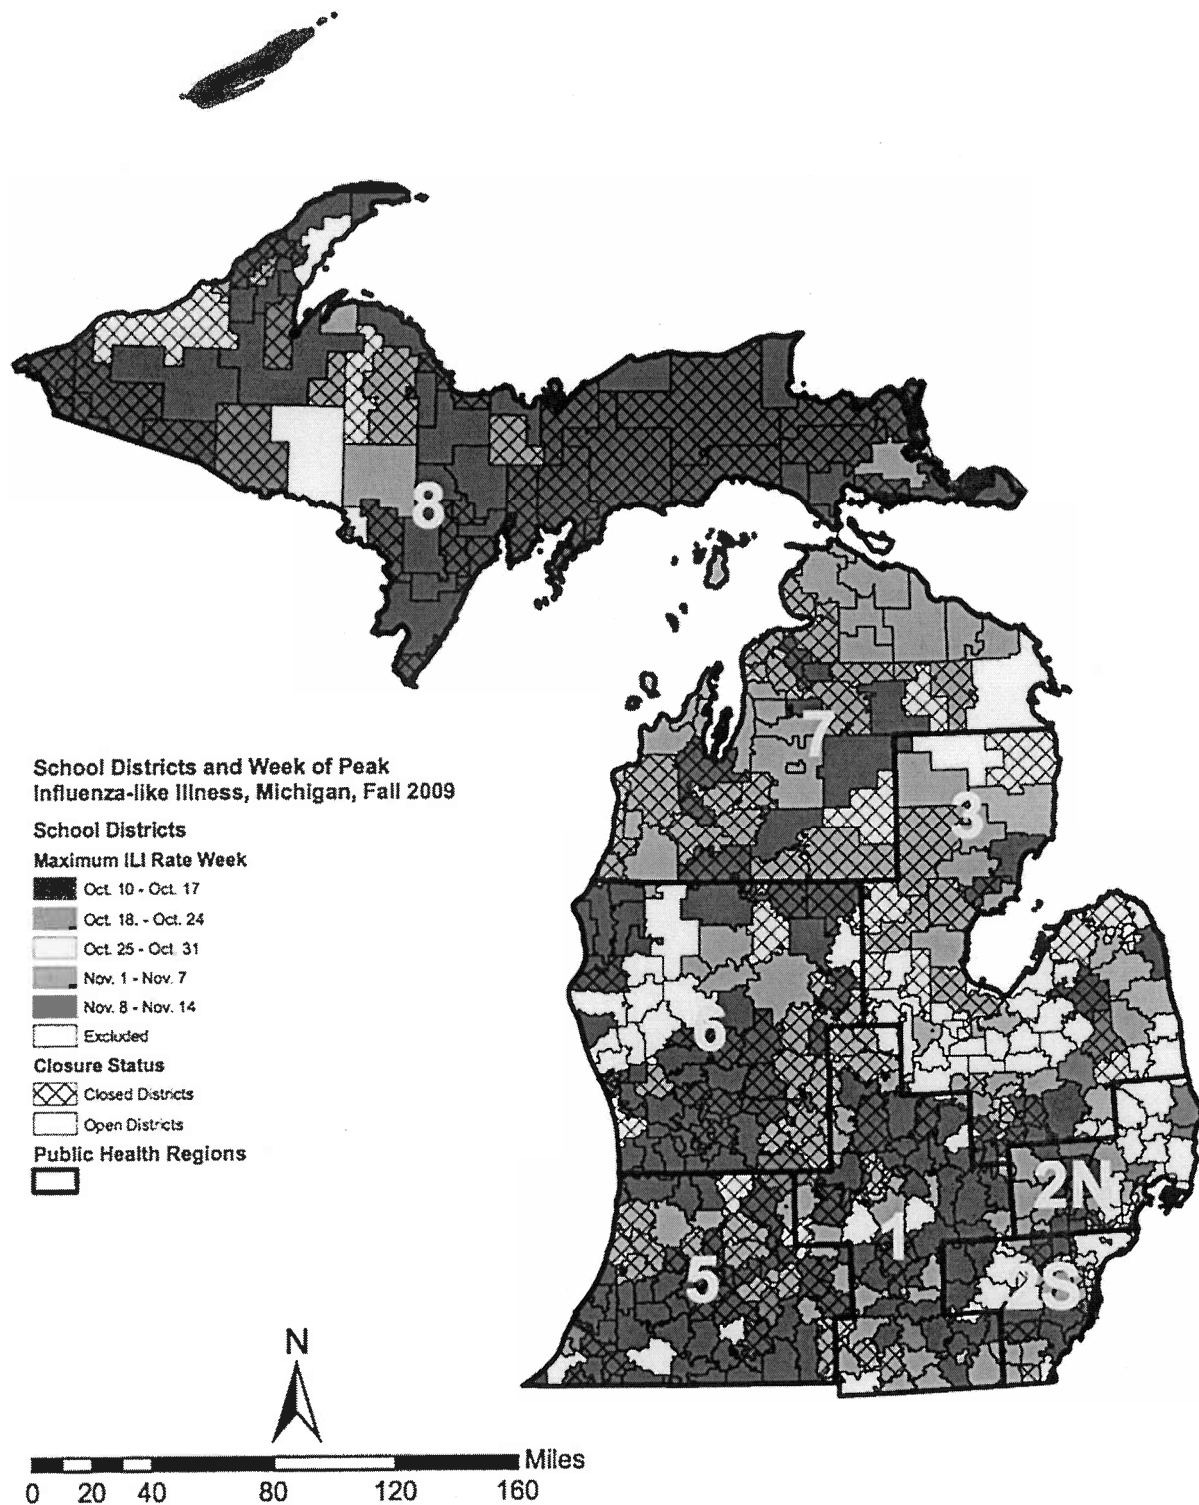 8
7
3
School Districts and Week of Peak
Influenza-like Illness, Michigan, Fall 2009
School Districts
Maximum ILI Rate Week
Oct. 10 - Oct. 17
Oct. 18. - Oct. 24
Oct. 25 - Oct. 31
Nov. 1 - Nov. 7
Nov. 8 - Nov. 14
Excluded
Closure Status
Closed Districts
Open Districts
Public Health Regions
6
2N
1
2S
5
N
Miles
0 20 40 80 120 160